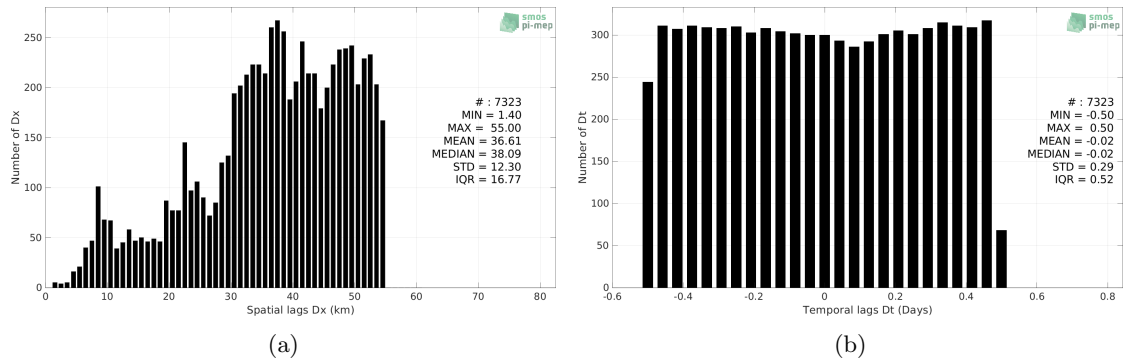 smos
pi-mep
250
200
150
100
50
0
Number of Dx
# : 7323
MIN = 1.40
MAX = 55.00
MEAN = 36.61
MEDIAN = 38.09
STD = 12.30
IQR = 16.77
0 10 20 30 40 50 60 70 80
Spatial lags Dx (km)
(a)
smos
pi-mep
300
250
200
150
100
50
0
Number of Dt
# : 7323
MIN = -0.50
MAX = 0.50
MEAN = -0.02
MEDIAN = -0.02
STD = 0.29
IQR = 0.52
-0.6 -0.4 -0.2 0 0.2 0.4 0.6 0.8
Temporal lags Dt (Days)
(b)